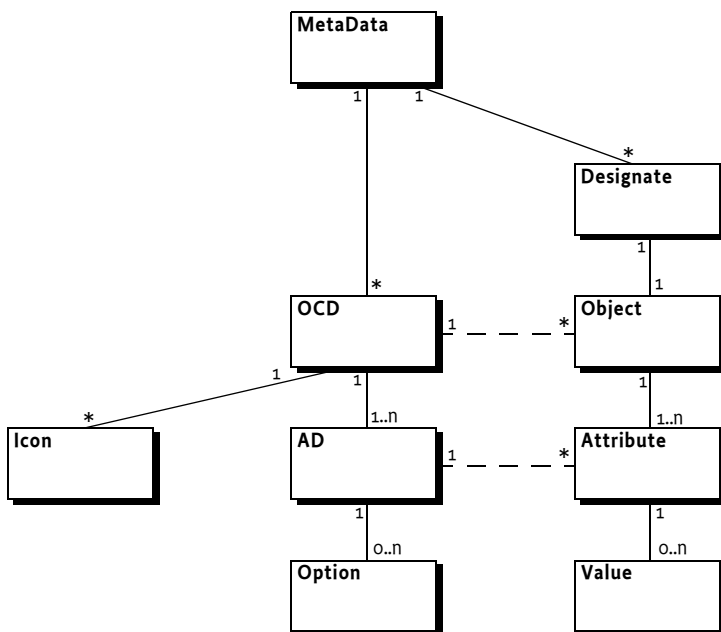 MetaData
1 1
*
Designate
1
* 1
OCD 1 * Object
1 1 1
* 1..n 1..n
Icon AD 1 * Attribute
1 1
0..n 0..n
Option Value